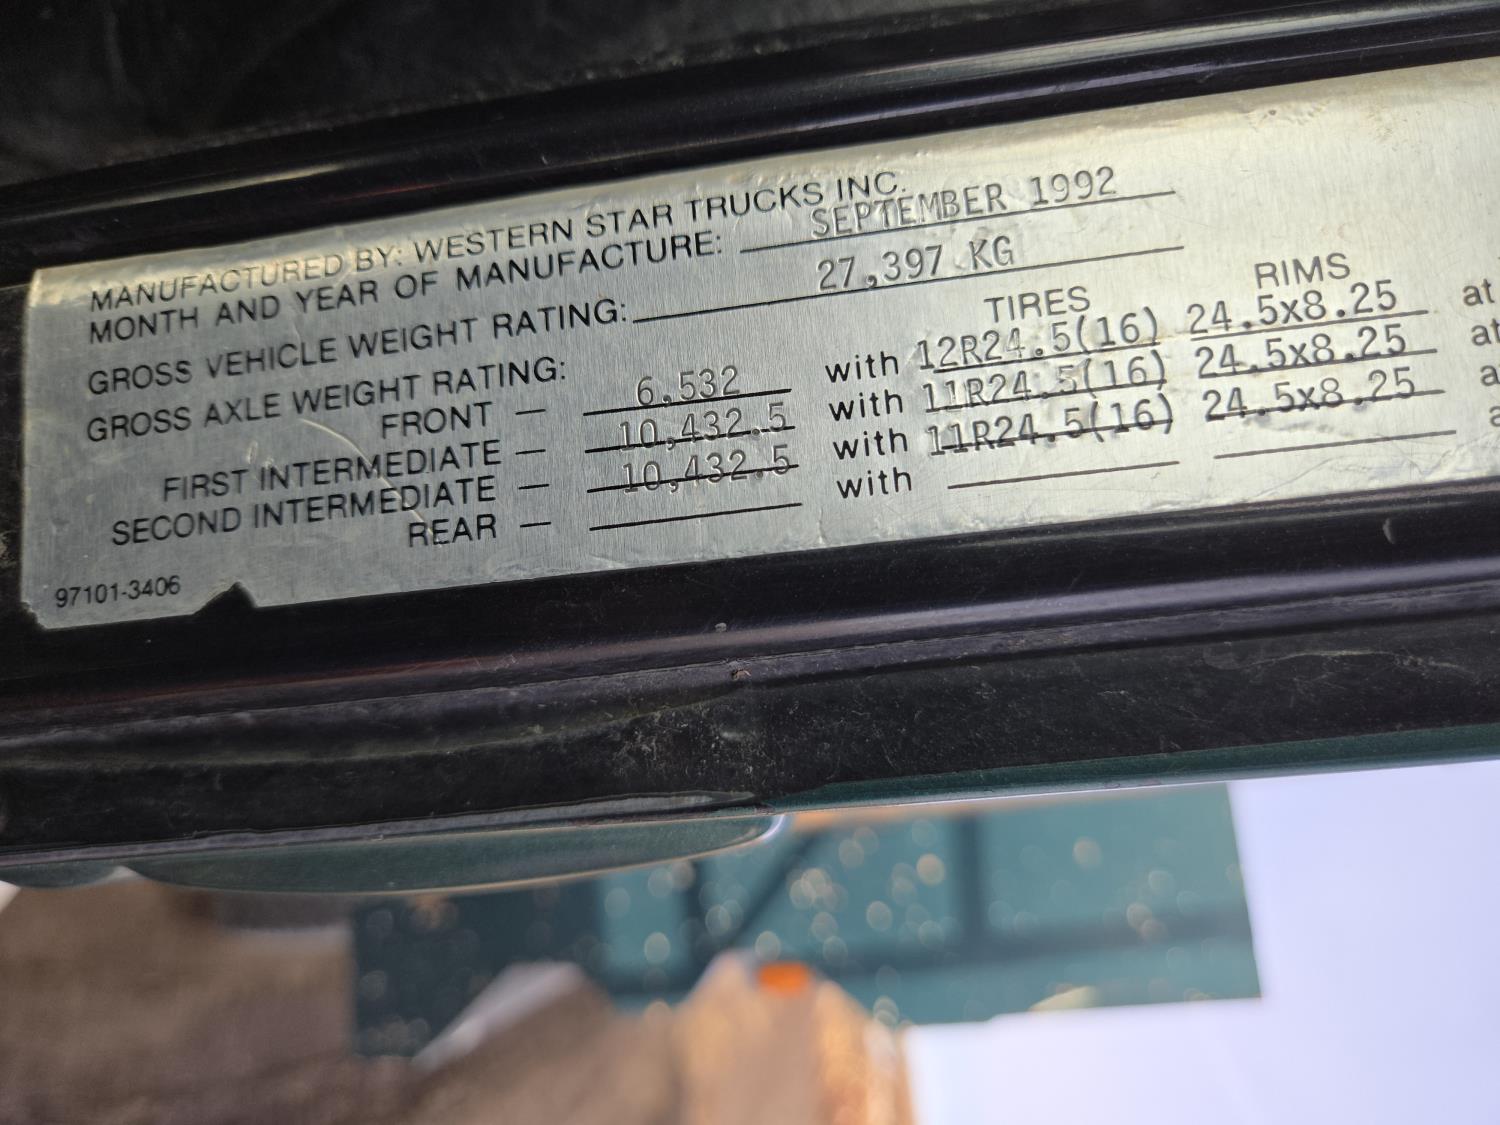 MANUFACTURED BY: WESTERN STAR TRUCKS INC.
MONTH AND YEAR OF MANUFACTURE: SEPTEMBER 1992
GROSS VEHICLE WEIGHT RATING: 27,397 KG
GROSS AXLE WEIGHT RATING: TIRES RIMS
FRONT — 6,532 with 12R24.5(16) 24.5x8.25 at
FIRST INTERMEDIATE — 10,432.5 with 11R24.5(16) 24.5x8.25 at
SECOND INTERMEDIATE — 10,432.5 with 11R24.5(16) 24.5x8.25 a
REAR — with a
97101-3406